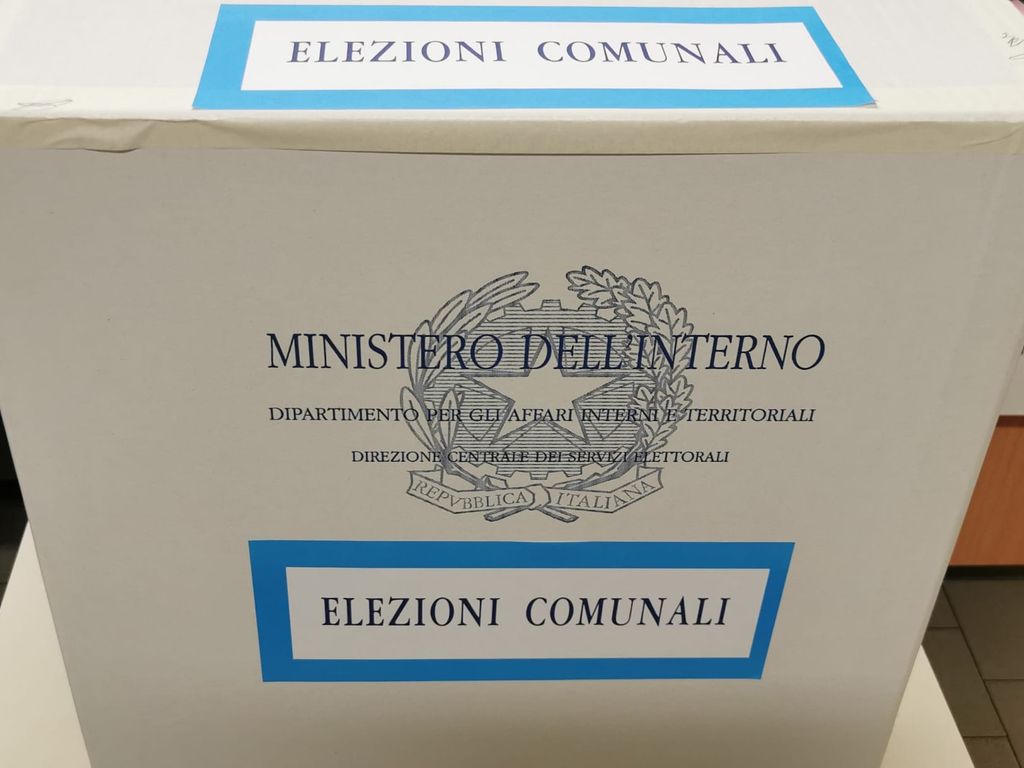 ELEZIONI COMUNALI
MINISTERO DELL'INTERNO
DIPARTIMENTO PER GLI AFFARI INTERNI E TERRITORIALI
DIREZIONE CENTRALE DEI SERVIZI ELETTORALI
REPVBBLICA ITALIANA
ELEZIONI COMUNALI